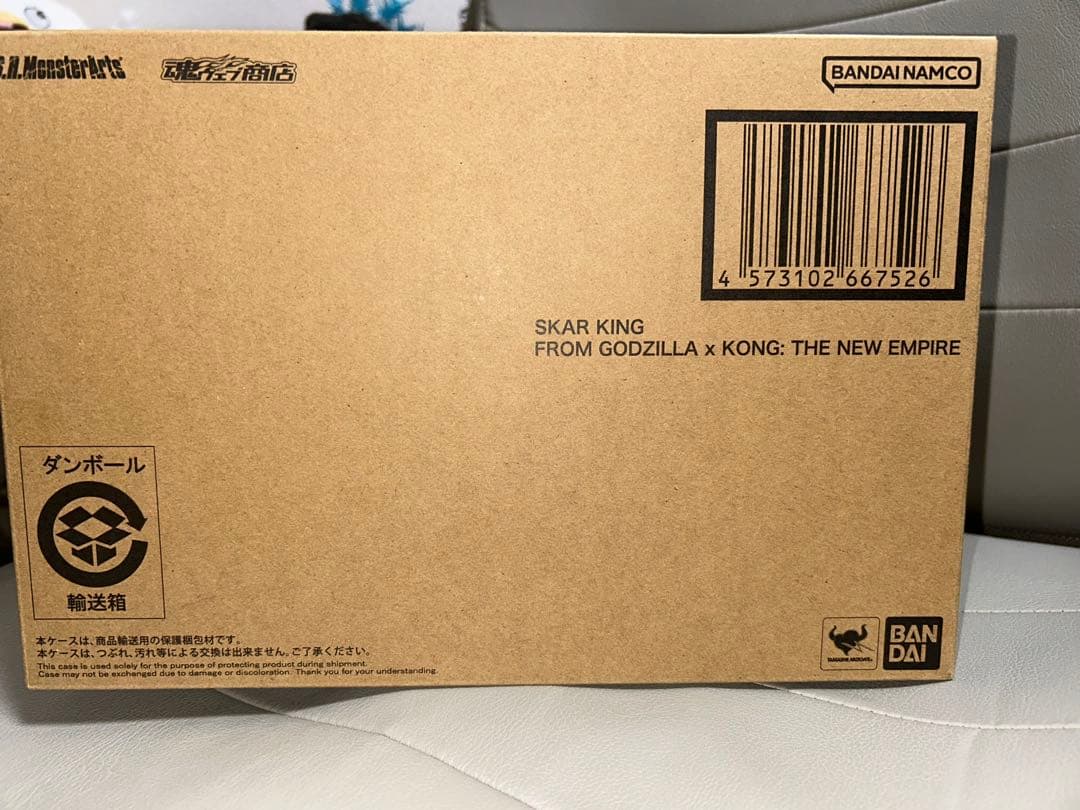 S.H.MonsterArts
魂ウェブ商店
BANDAI NAMCO
4 573102 667526
SKAR KING
FROM GODZILLA x KONG: THE NEW EMPIRE
ダンボール
輸送箱
本ケースは、商品輸送用の保護梱包材です。
本ケースは、つぶれ、汚れ等による交換は出来ません。ご了承ください。
This case is used solely for the purpose of protecting product during shipment.
Case may not be exchanged due to damage or discoloration. Thank you for your understanding.
TAMASHII NATIONS
BAN
DAI